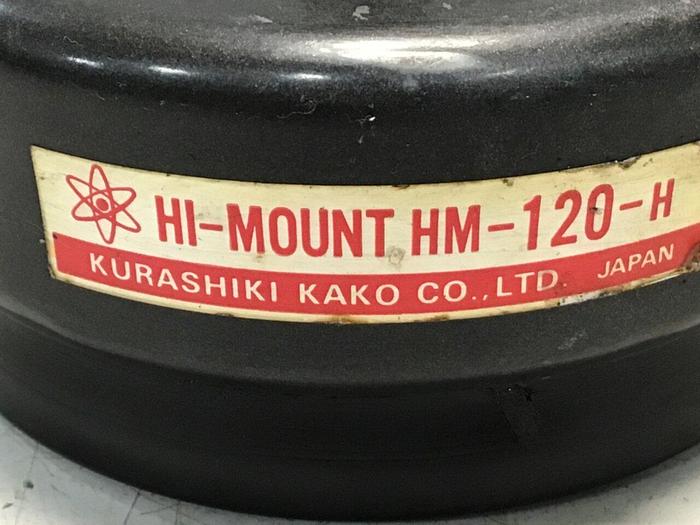 HI-MOUNT HM-120-H
KURASHIKI KAKO CO.,LTD. JAPAN